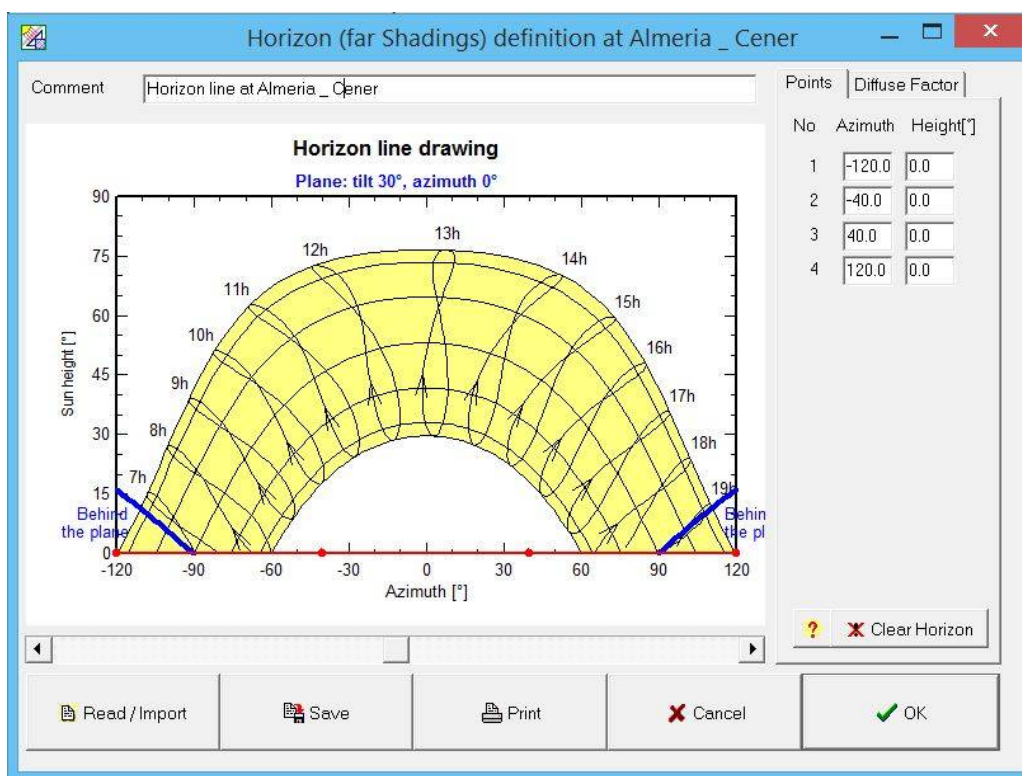 Horizon (far Shadings) definition at Almeria _ Cener
Comment Horizon line at Almeria _ Cener
Points Diffuse Factor
No Azimuth Height[°]
1 -120.0 0.0
2 -40.0 0.0
3 40.0 0.0
4 120.0 0.0
Horizon line drawing
Plane: tilt 30°, azimuth 0°
90
75
60
45
30
15
0
Sun height [°]
7h
8h
9h
10h
11h
12h
13h
14h
15h
16h
17h
18h
19h
Behind
the plane
Behin
the pl
-120 -90 -60 -30 0 30 60 90 120
Azimuth [°]
? Clear Horizon
Read / Import Save Print Cancel OK